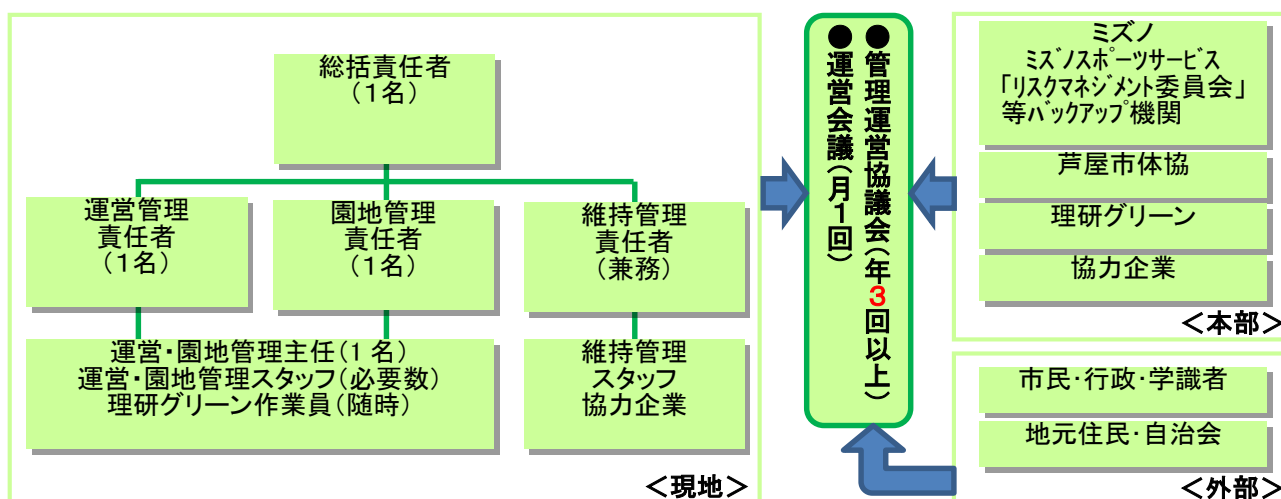 総括責任者
(1名)
運営管理
責任者
(1名)
園地管理
責任者
(1名)
維持管理
責任者
(兼務)
運営・園地管理主任(1名)
運営・園地管理スタッフ(必要数)
理研グリーン作業員(随時)
維持管理
スタッフ
協力企業
<現地>
●管理運営協議会(年3回以上)
●運営会議(月1回)
ミズノ
ミズノスポーツサービス
「リスクマネジメント委員会」
等バックアップ機関
芦屋市体協
理研グリーン
協力企業
<本部>
市民・行政・学識者
地元住民・自治会
<外部>